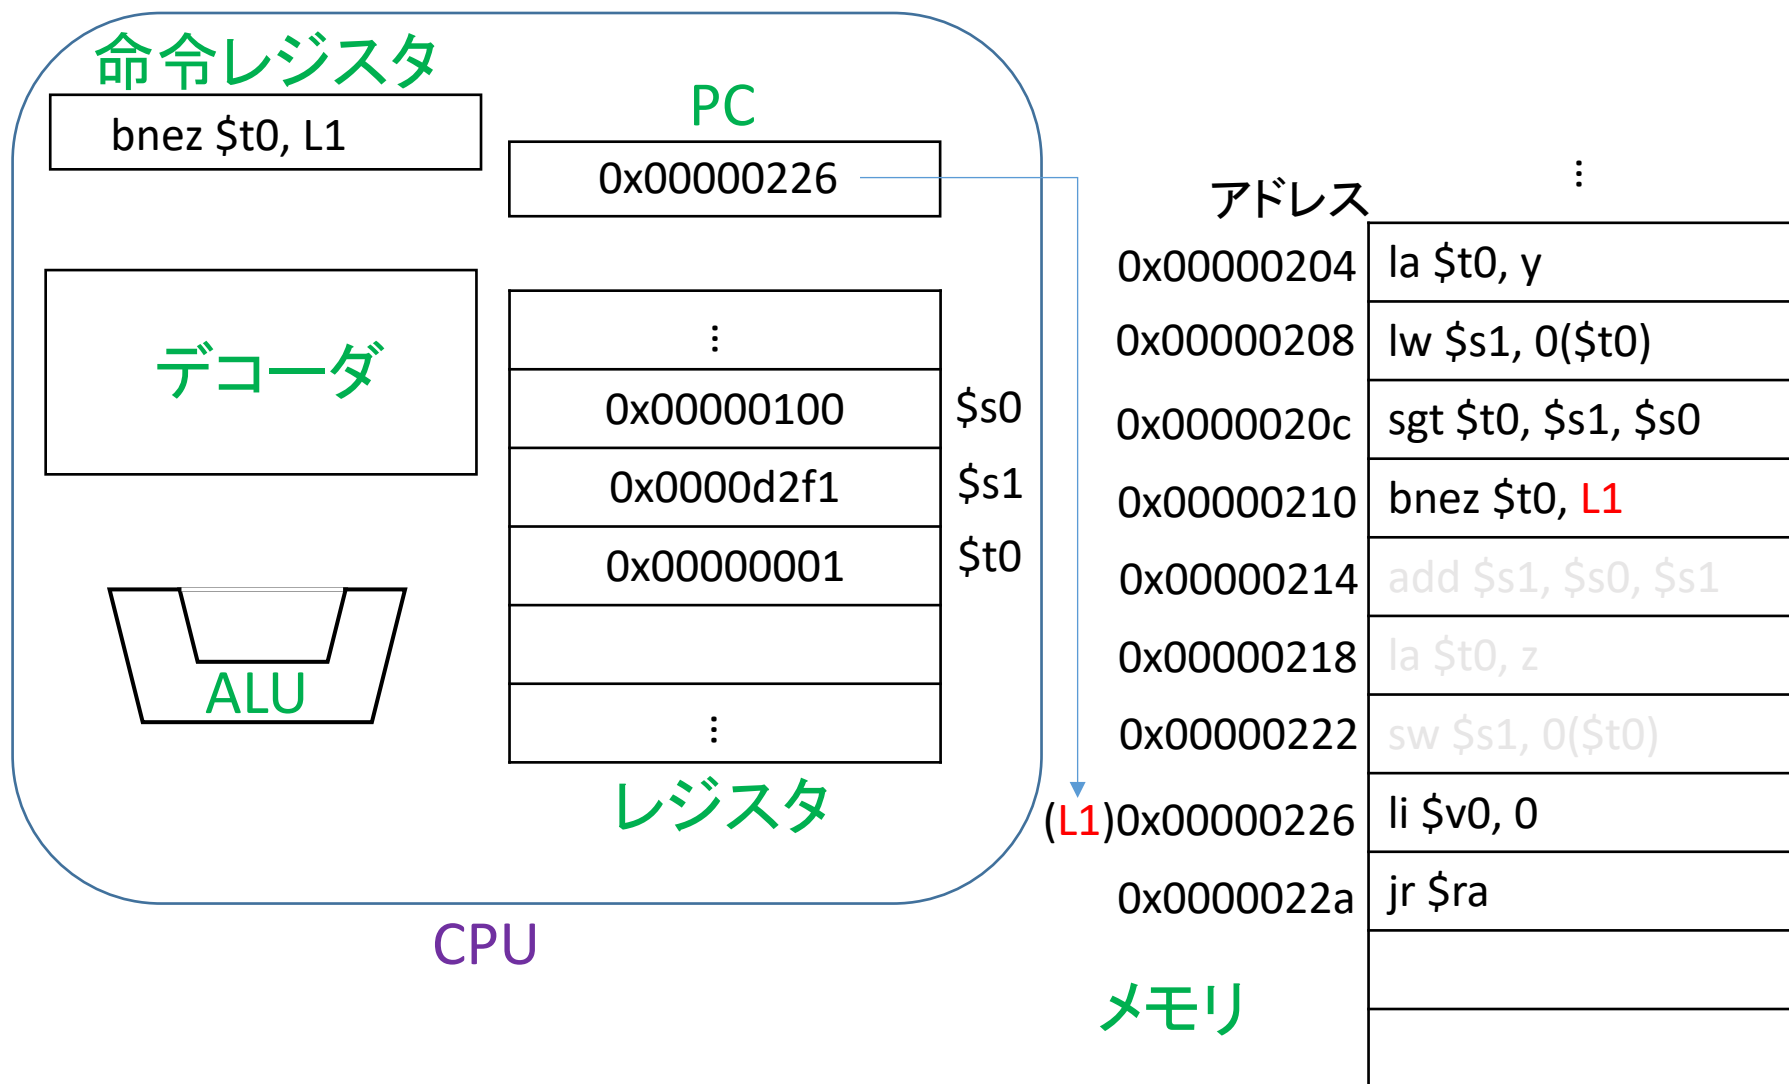 命令レジスタ
bnez $t0, L1
PC
0x00000226
デコーダ
⋮
0x00000100 $s0
0x0000d2f1 $s1
0x00000001 $t0
⋮
レジスタ
ALU
CPU
⋮
アドレス
0x00000204 la $t0, y
0x00000208 lw $s1, 0($t0)
0x0000020c sgt $t0, $s1, $s0
0x00000210 bnez $t0, L1
0x00000214 add $s1, $s0, $s1
0x00000218 la $t0, z
0x00000222 sw $s1, 0($t0)
(L1)0x00000226 li $v0, 0
0x0000022a jr $ra
メモリ